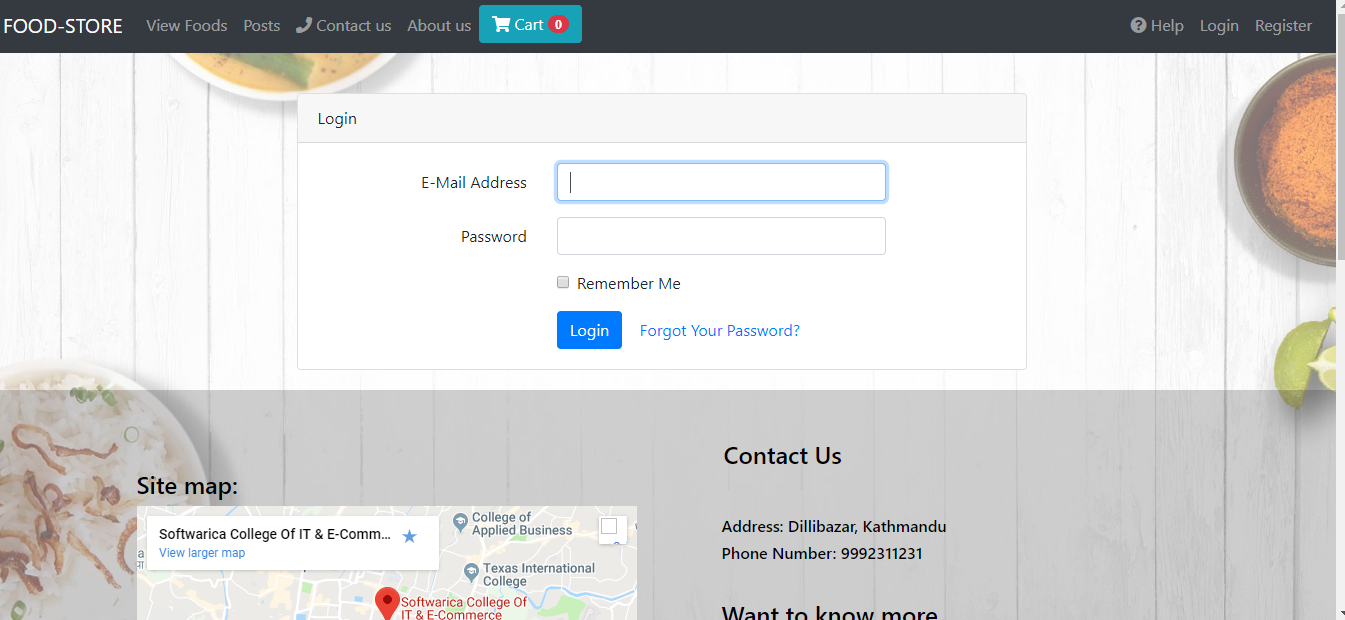 FOOD-STORE View Foods Posts Contact us About us Cart 0 Help Login Register
Login
E-Mail Address
Password
Remember Me
Login Forgot Your Password?
Contact Us
Site map:
Softwarica College Of IT & E-Comm...
View larger map
College of
Applied Business
Texas International
College
Softwarica College Of
IT & E-Commerce
Address: Dillibazar, Kathmandu
Phone Number: 9992311231
Want to know more